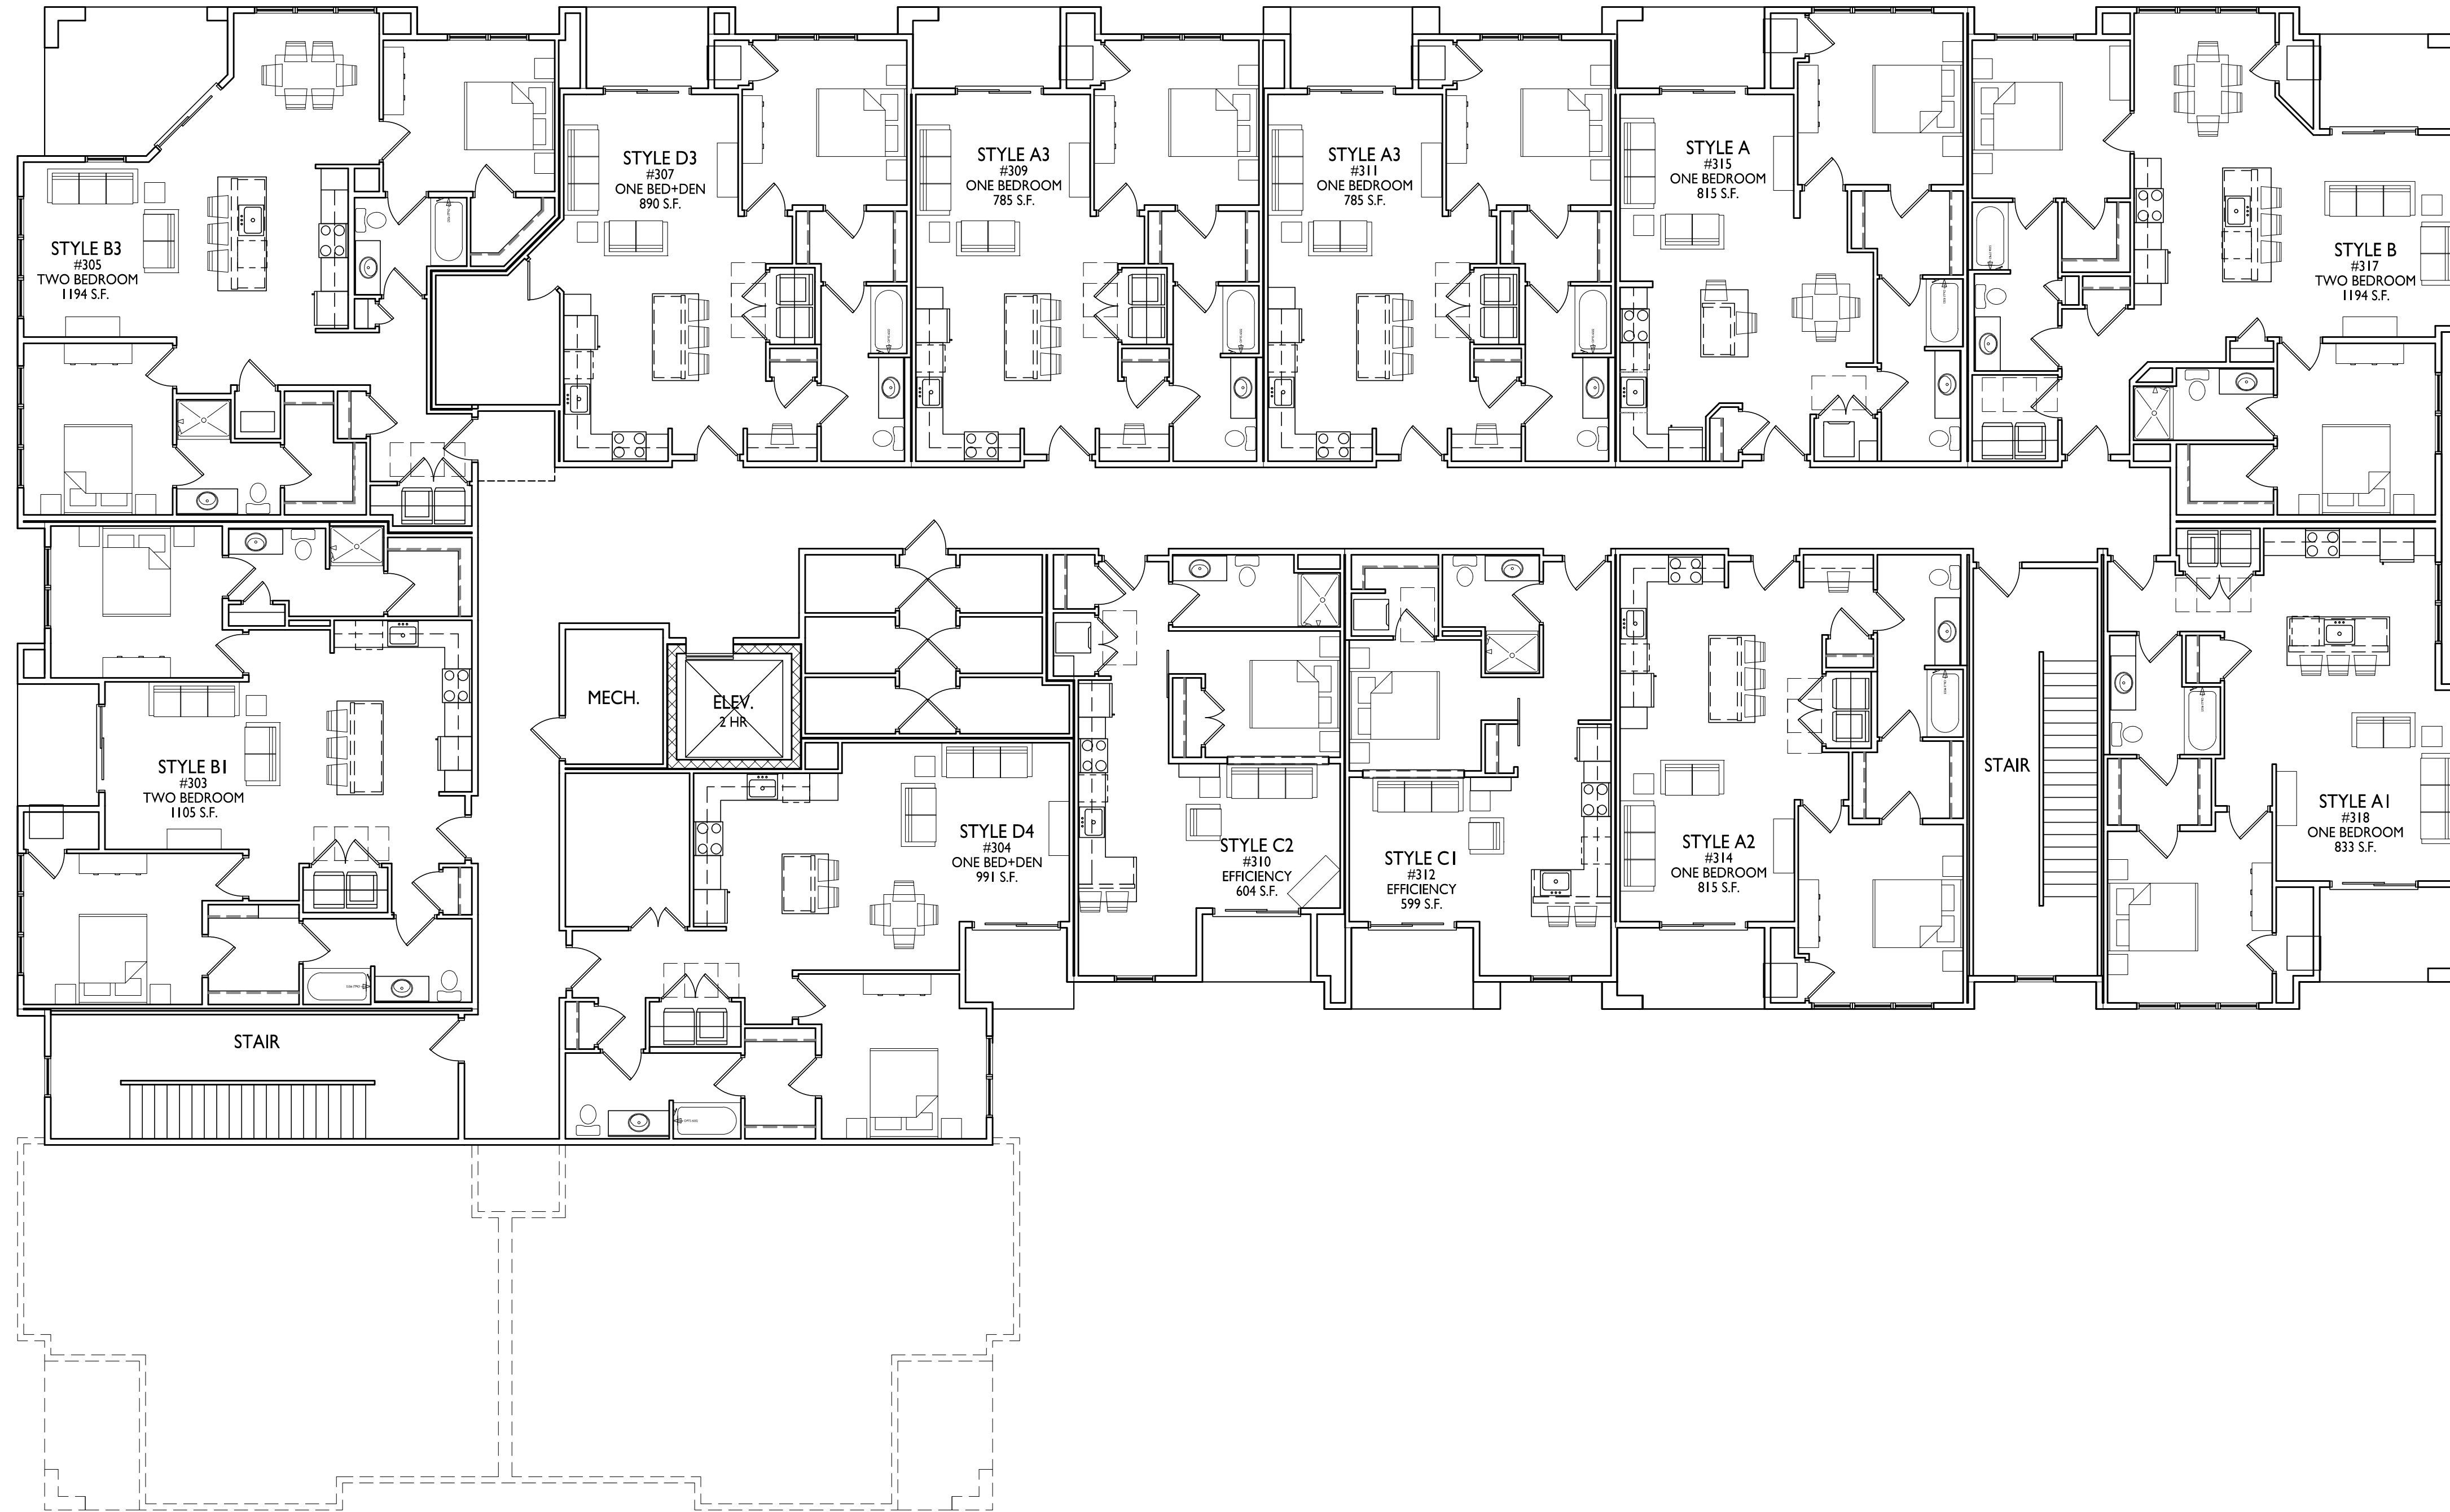 STYLE D3
#307
ONE BED+DEN
890 S.F.
STYLE A3
#309
ONE BEDROOM
785 S.F.
STYLE A3
#311
ONE BEDROOM
785 S.F.
STYLE A
#315
ONE BEDROOM
815 S.F.
STYLE B3
#305
TWO BEDROOM
1194 S.F.
STYLE B
#317
TWO BEDROOM
1194 S.F.
MECH.
ELEV.
2 HR
STYLE B1
#303
TWO BEDROOM
1105 S.F.
STYLE D4
#304
ONE BED+DEN
991 S.F.
STYLE C2
#310
EFFICIENCY
604 S.F.
STYLE C1
#312
EFFICIENCY
599 S.F.
STYLE A2
#314
ONE BEDROOM
815 S.F.
STAIR
STYLE A1
#318
ONE BEDROOM
833 S.F.
STAIR